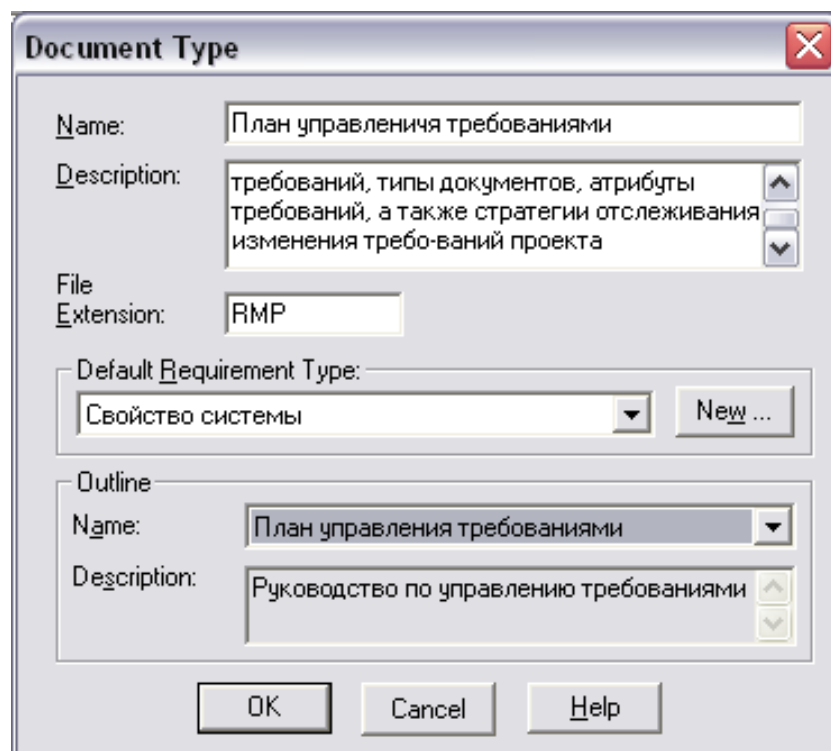 Document Type
Name:
План управленичя требованиями
Description:
требований, типы документов, атрибуты
требований, а также стратегии отслеживания
изменения требо-ваний проекта
File
Extension:
RMP
Default Requirement Type:
Свойство системы
New ...
Outline
Name:
План управления требованиями
Description:
Руководство по управлению требованиями
OK
Cancel
Help